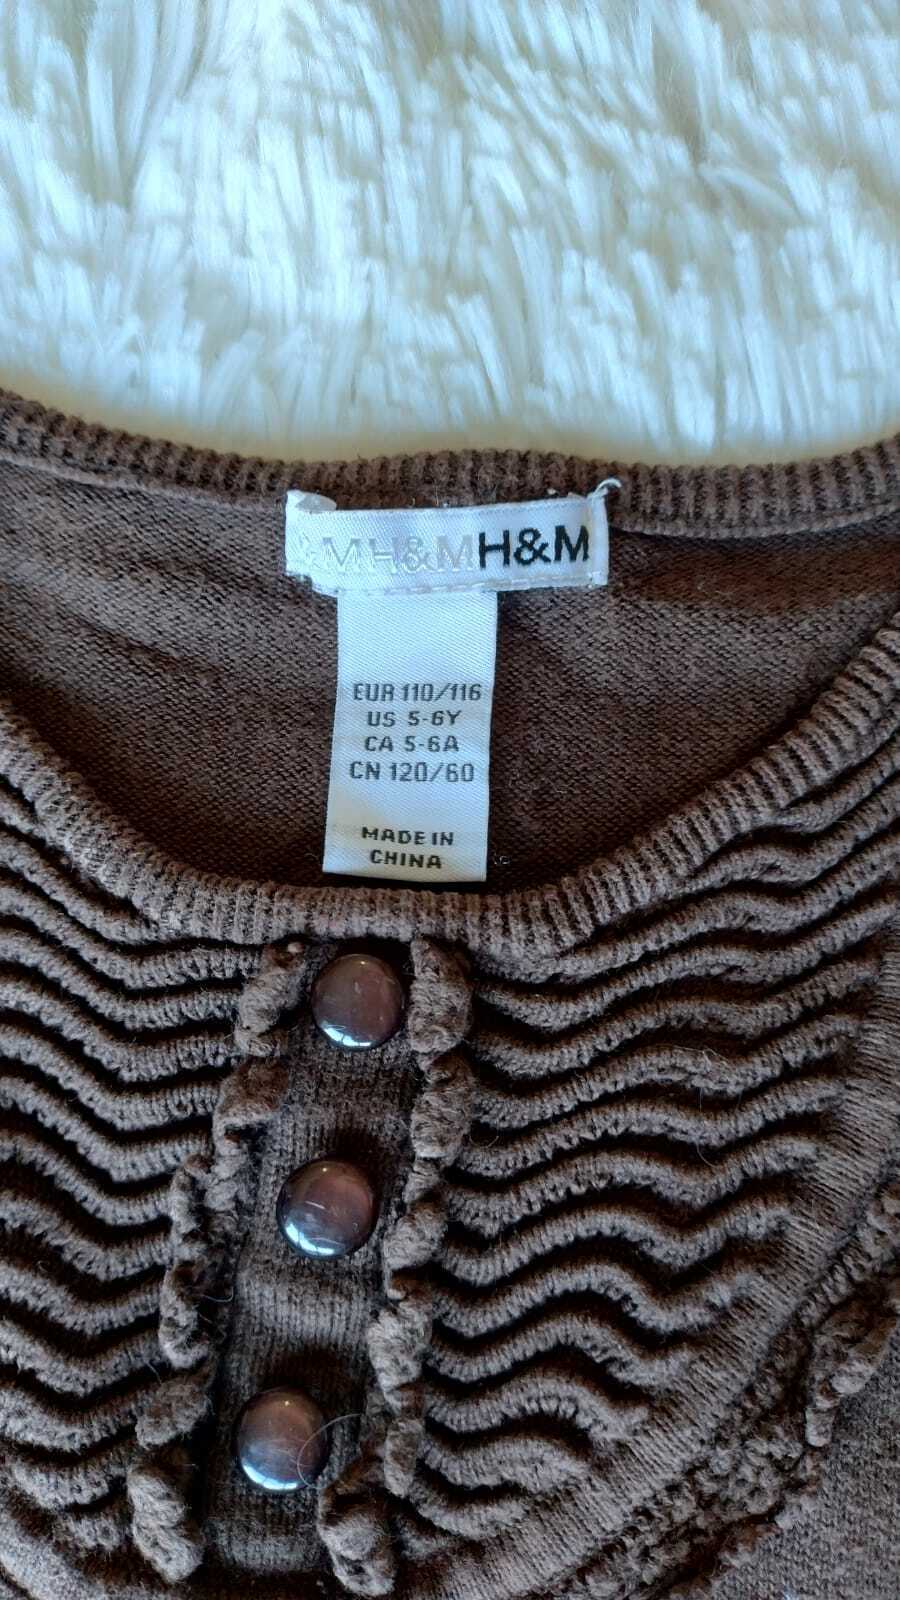 &MH&MH&M
EUR 110/116
US 5-6Y
CA 5-6A
CN 120/60
MADE IN
CHINA